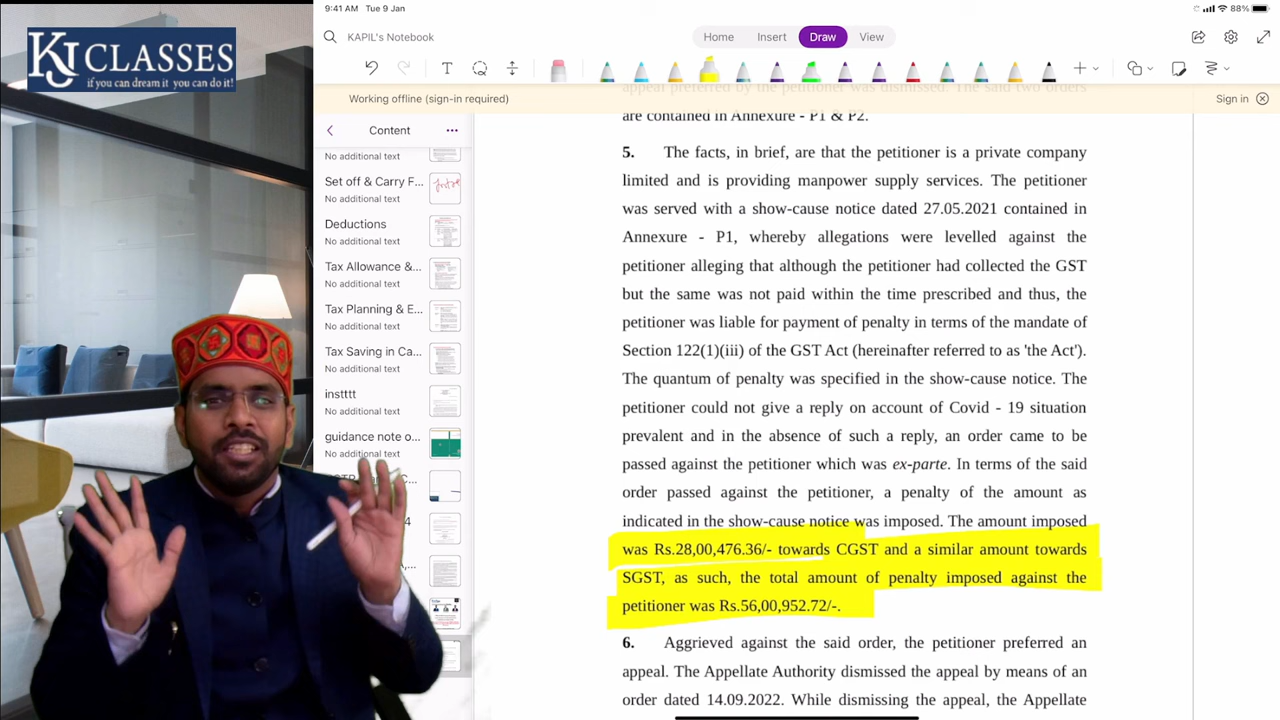 9:41 AM Tue 9 Jan
88%
KJ CLASSES
if you can dream it you can do it!
KAPIL's Notebook
Home Insert Draw View
Working offline (sign-in required)
Sign in
Content
No additional text
Set off & Carry F...
No additional text
Deductions
No additional text
Tax Allowance &...
No additional text
Tax Planning & E...
No additional text
Tax Saving in Ca...
No additional text
insttt
No additional text
guidance note o...
No additional text
appeal preferred by the petitioner was dismissed. The said two orders
are contained in Annexure - P1 & P2.
5. The facts, in brief, are that the petitioner is a private company
limited and is providing manpower supply services. The petitioner
was served with a show-cause notice dated 27.05.2021 contained in
Annexure - P1, whereby allegations were levelled against the
petitioner alleging that although the petitioner had collected the GST
but the same was not paid within the time prescribed and thus, the
petitioner was liable for payment of penalty in terms of the mandate of
Section 122(1)(iii) of the GST Act (hereinafter referred to as 'the Act').
The quantum of penalty was specified in the show-cause notice. The
petitioner could not give a reply on account of Covid - 19 situation
prevalent and in the absence of such a reply, an order came to be
passed against the petitioner which was ex-parte. In terms of the said
order passed against the petitioner, a penalty of the amount as
indicated in the show-cause notice was imposed. The amount imposed
was Rs.28,00,476.36/- towards CGST and a similar amount towards
SGST, as such, the total amount of penalty imposed against the
petitioner was Rs.56,00,952.72/-.
6. Aggrieved against the said order, the petitioner preferred an
appeal. The Appellate Authority dismissed the appeal by means of an
order dated 14.09.2022. While dismissing the appeal, the Appellate